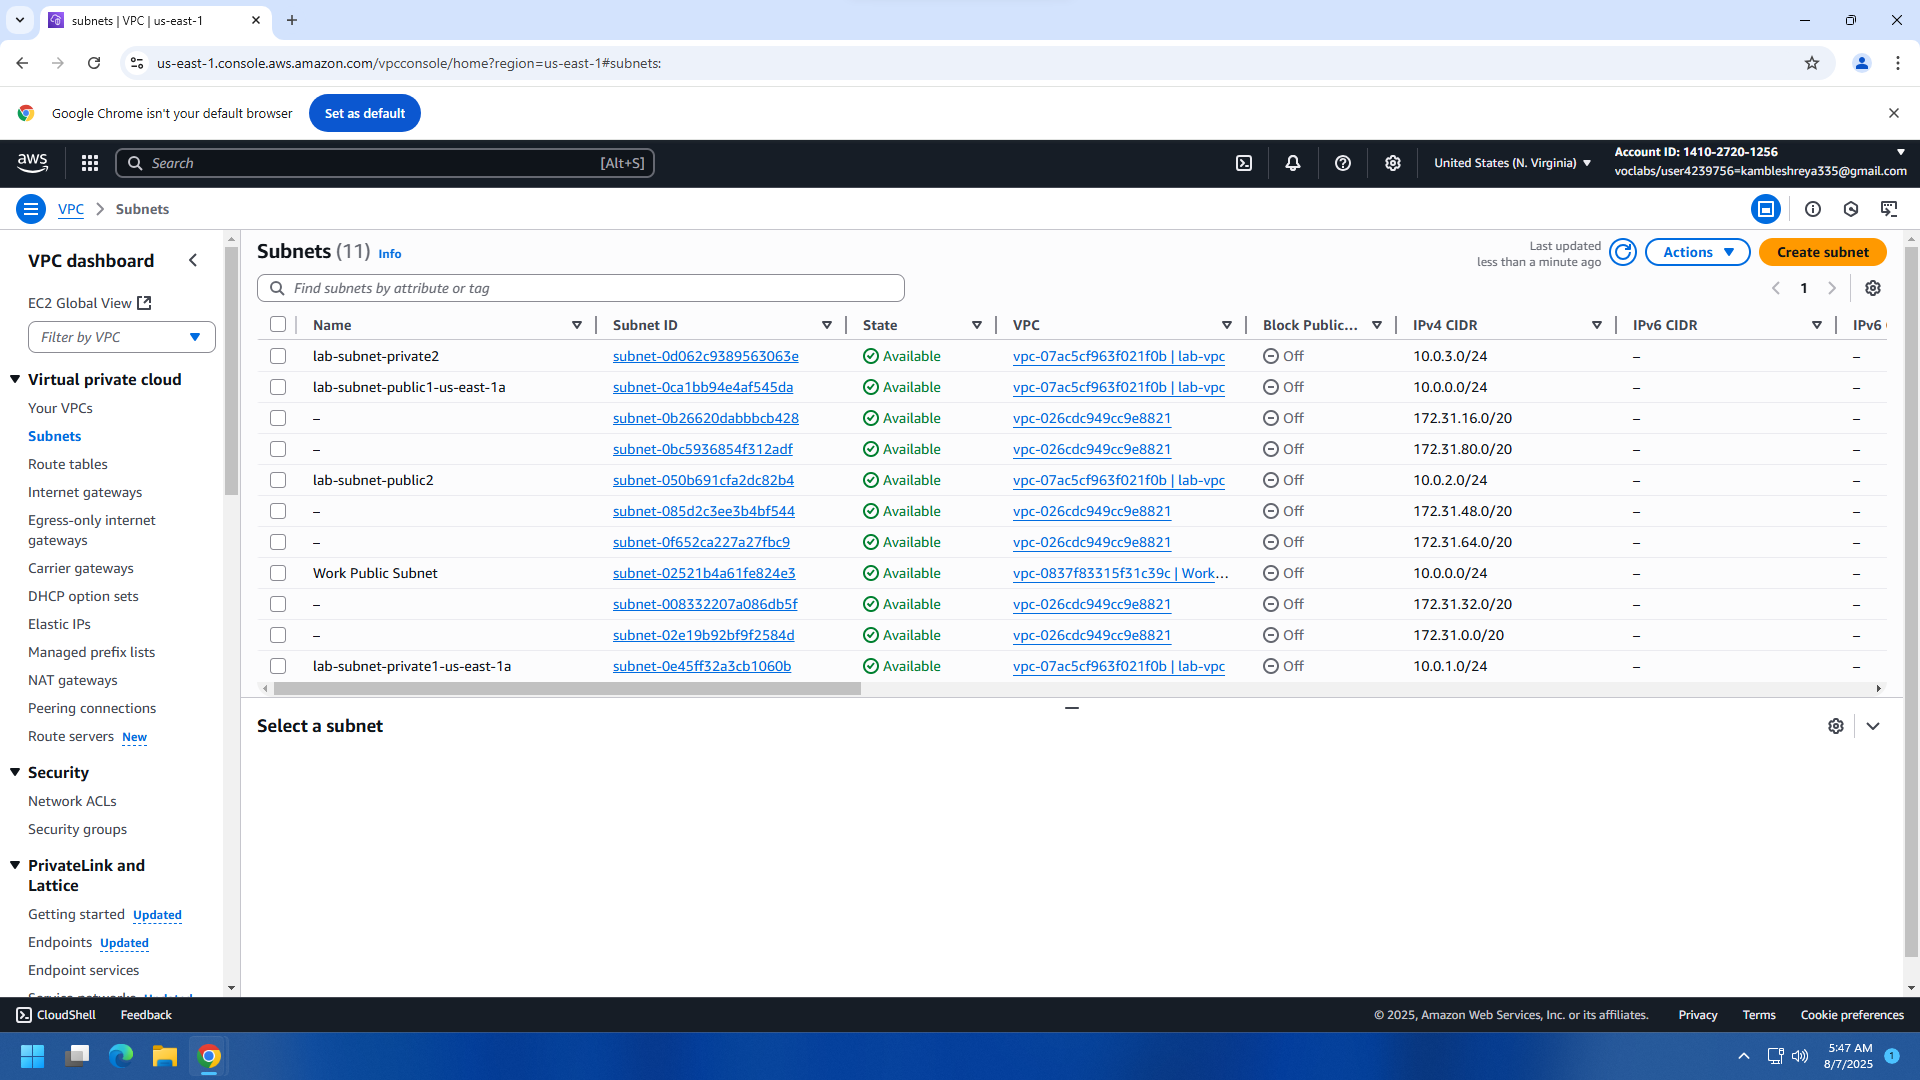 subnets | VPC | us-east-1
us-east-1.console.aws.amazon.com/vpcconsole/home?region=us-east-1#subnets:
Google Chrome isn't your default browser
Set as default
aws
Search
[Alt+S]
United States (N. Virginia)
Account ID: 1410-2720-1256
voclabs/user4239756=kambleshreya335@gmail.com
VPC
Subnets
VPC dashboard
EC2 Global View
Filter by VPC
Virtual private cloud
Your VPCs
Subnets
Route tables
Internet gateways
Egress-only internet
gateways
Carrier gateways
DHCP option sets
Elastic IPs
Managed prefix lists
NAT gateways
Peering connections
Route servers New
Security
Network ACLs
Security groups
PrivateLink and
Lattice
Getting started Updated
Endpoints Updated
Endpoint services
Subnets (11) Info
Last updated
less than a minute ago
Actions
Create subnet
Find subnets by attribute or tag
1
Name Subnet ID State VPC Block Public... IPv4 CIDR IPv6 CIDR IPv6
lab-subnet-private2 subnet-0d062c9389563063e Available vpc-07ac5cf963f021f0b | lab-vpc Off 10.0.3.0/24 – –
lab-subnet-public1-us-east-1a subnet-0ca1bb94e4af545da Available vpc-07ac5cf963f021f0b | lab-vpc Off 10.0.0.0/24 – –
– subnet-0b26620dabbbcb428 Available vpc-026cdc949cc9e8821 Off 172.31.16.0/20 – –
– subnet-0bc5936854f312adf Available vpc-026cdc949cc9e8821 Off 172.31.80.0/20 – –
lab-subnet-public2 subnet-050b691cfa2dc82b4 Available vpc-07ac5cf963f021f0b | lab-vpc Off 10.0.2.0/24 – –
– subnet-085d2c3ee3b4bf544 Available vpc-026cdc949cc9e8821 Off 172.31.48.0/20 – –
– subnet-0f652ca227a27fbc9 Available vpc-026cdc949cc9e8821 Off 172.31.64.0/20 – –
Work Public Subnet subnet-02521b4a61fe824e3 Available vpc-0837f83315f31c39c | Work... Off 10.0.0.0/24 – –
– subnet-008332207a086db5f Available vpc-026cdc949cc9e8821 Off 172.31.32.0/20 – –
– subnet-02e19b92bf9f2584d Available vpc-026cdc949cc9e8821 Off 172.31.0.0/20 – –
lab-subnet-private1-us-east-1a subnet-0e45ff32a3cb1060b Available vpc-07ac5cf963f021f0b | lab-vpc Off 10.0.1.0/24 – –
Select a subnet
CloudShell
Feedback
© 2025, Amazon Web Services, Inc. or its affiliates.
Privacy
Terms
Cookie preferences
5:47 AM
8/7/2025
1